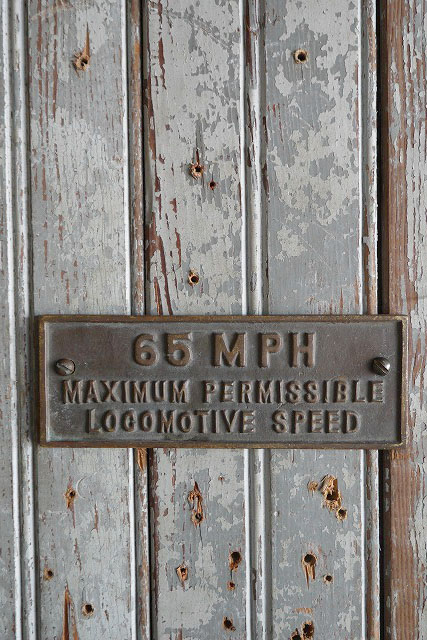 65 MPH
MAXIMUM PERMISSIBLE
LOCOMOTIVE SPEED